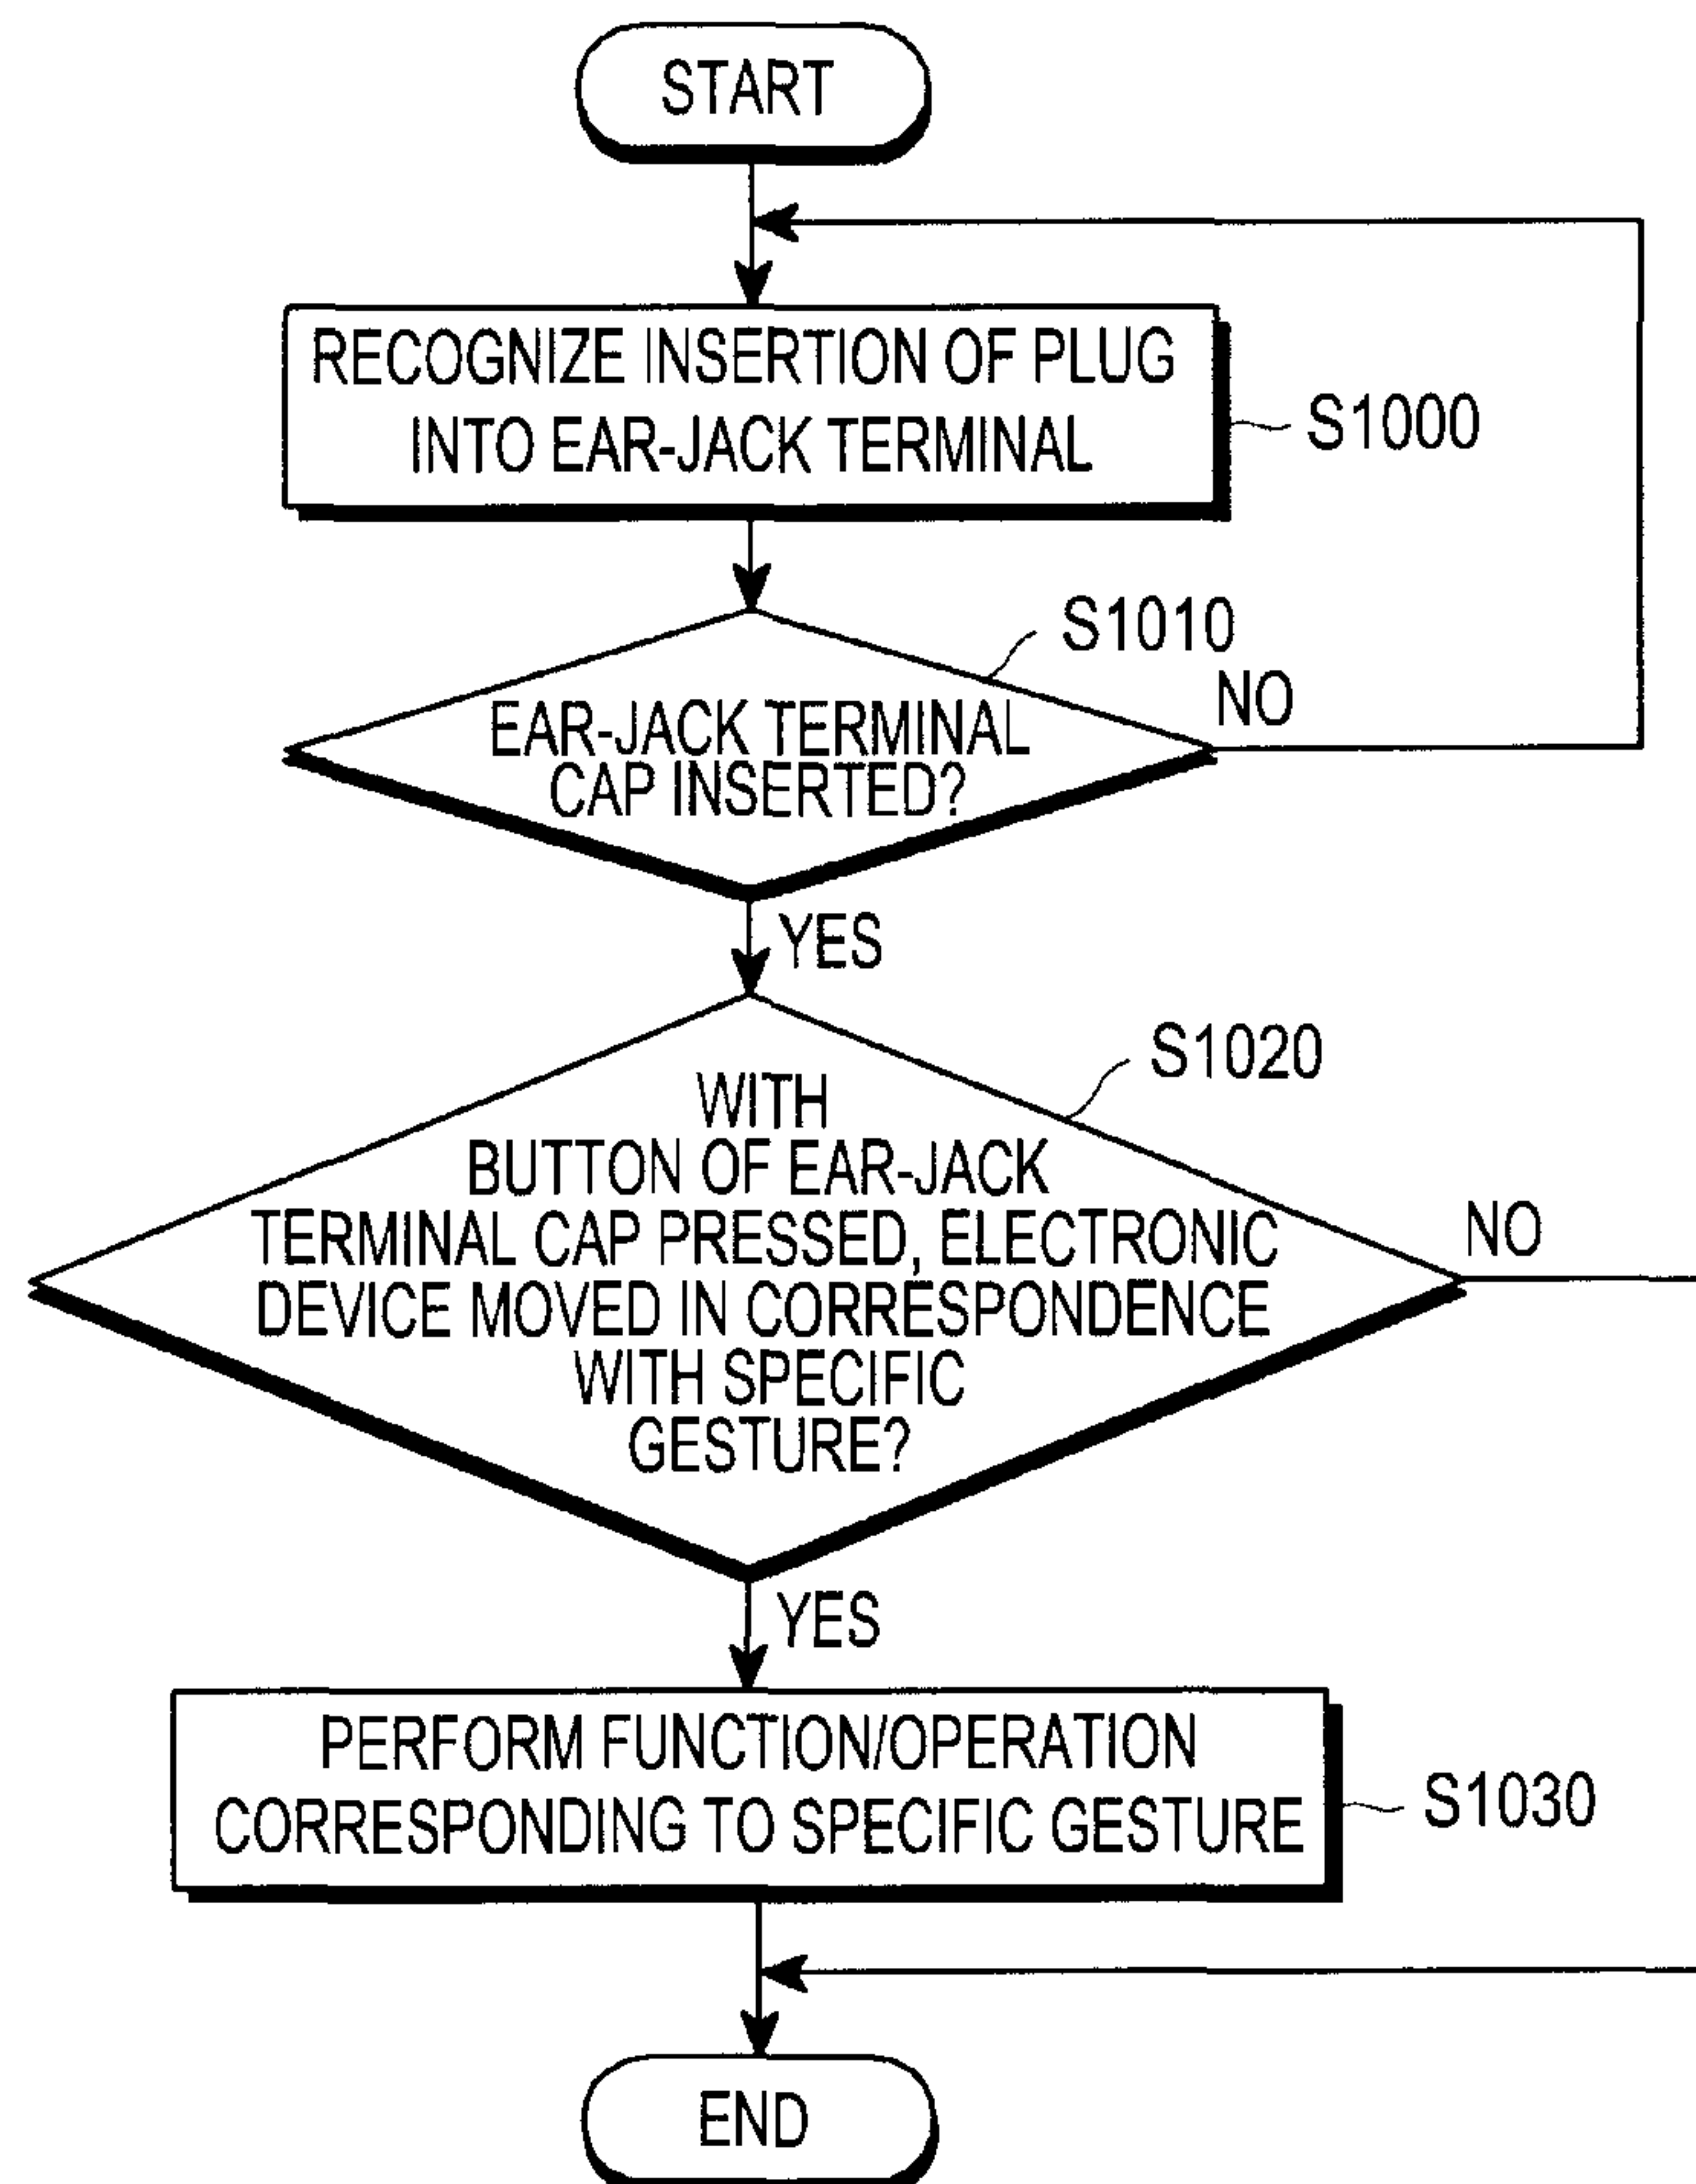 START
RECOGNIZE INSERTION OF PLUG
INTO EAR-JACK TERMINAL
S1000
S1010
NO
EAR-JACK TERMINAL
CAP INSERTED?
YES
S1020
WITH
BUTTON OF EAR-JACK
TERMINAL CAP PRESSED, ELECTRONIC
DEVICE MOVED IN CORRESPONDENCE
WITH SPECIFIC
GESTURE?
NO
YES
PERFORM FUNCTION/OPERATION
CORRESPONDING TO SPECIFIC GESTURE
S1030
END